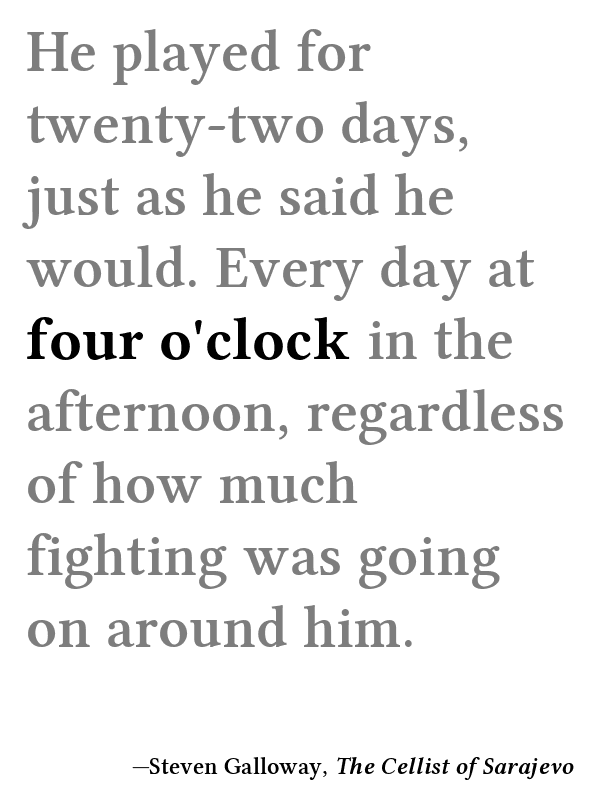 He played for
twenty-two days,
just as he said he
would. Every day at
four o'clock in the
afternoon, regardless
of how much
fighting was going
on around him.
—Steven Galloway, The Cellist of Sarajevo